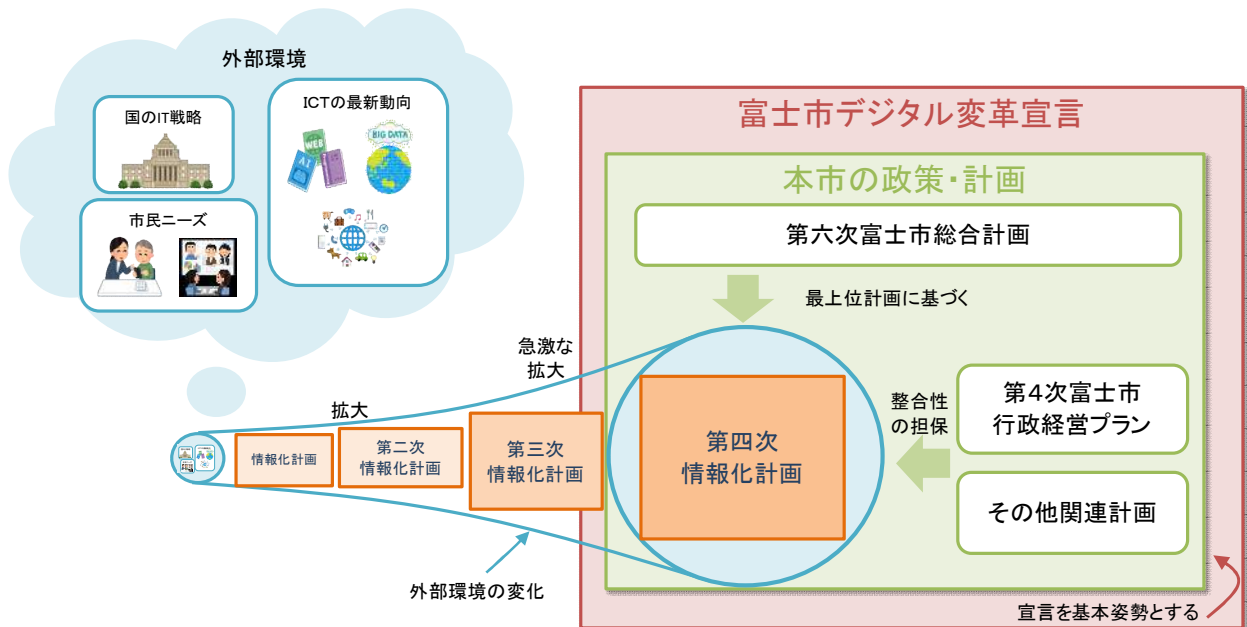 外部環境
国のIT戦略
ICTの最新動向
WEB
AI
BIG DATA
市民ニーズ
富士市デジタル変革宣言
本市の政策・計画
第六次富士市総合計画
最上位計画に基づく
急激な
拡大
拡大
情報化計画
第二次
情報化計画
第三次
情報化計画
第四次
情報化計画
整合性
の担保
第4次富士市
行政経営プラン
その他関連計画
外部環境の変化
宣言を基本姿勢とする